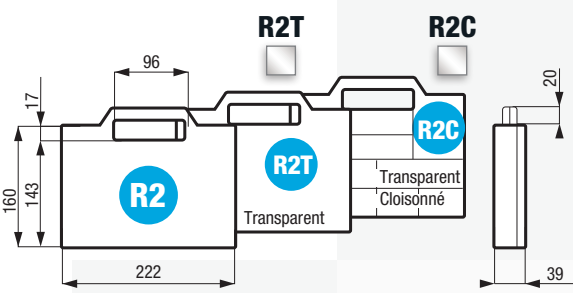 R2T
R2C
96
20
17
R2C
R2T
R2
160
143
Transparent
Cloisonné
Transparent
222
39